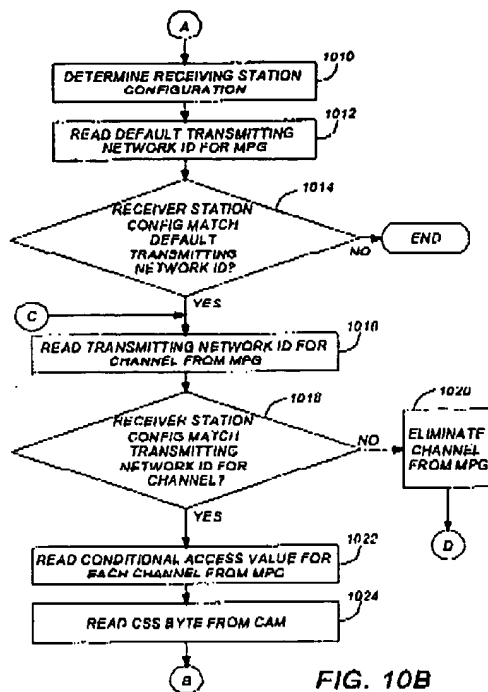 A
1010
DETERMINE RECEIVING STATION
CONFIGURATION
1012
READ DEFAULT TRANSMITTING
NETWORK ID FOR MPG
1014
RECEIVER STATION
CONFIG MATCH
DEFAULT
TRANSMITTING
NETWORK ID?
NO
END
YES
C
1016
READ TRANSMITTING NETWORK ID FOR
CHANNEL FROM MPG
1018
RECEIVER STATION
CONFIG MATCH
TRANSMITTING
NETWORK ID FOR
CHANNEL?
NO
1020
ELIMINATE
CHANNEL
FROM MPG
D
YES
1022
READ CONDITIONAL ACCESS VALUE FOR
EACH CHANNEL FROM MPG
1024
READ CSS BYTE FROM CAM
B
FIG. 10B